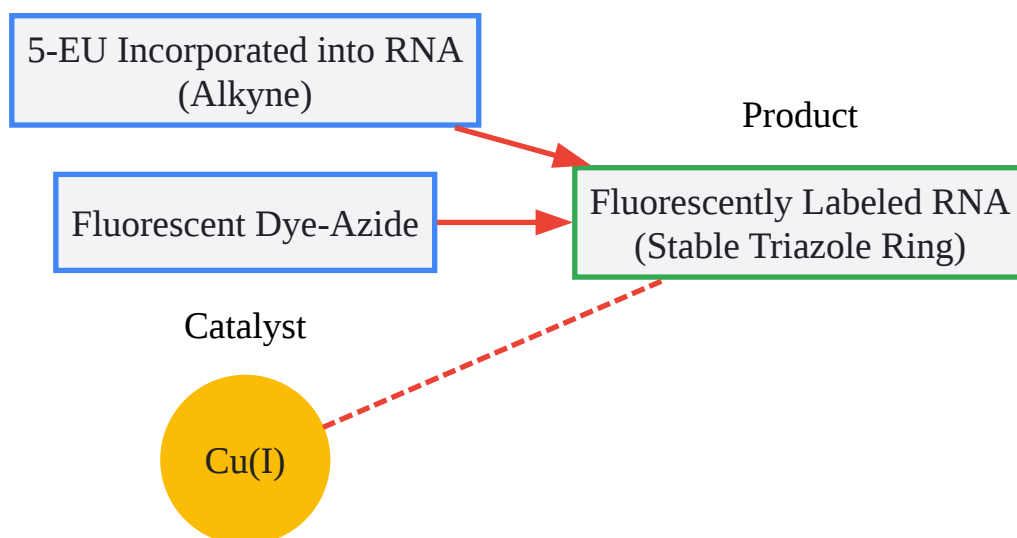 5-EU Incorporated into RNA
(Alkyne)
Product
Fluorescent Dye-Azide
Fluorescently Labeled RNA
(Stable Triazole Ring)
Catalyst
Cu(I)